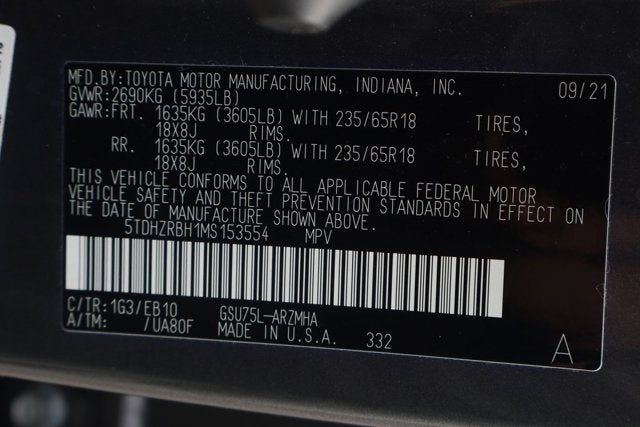 MFD.BY:TOYOTA MOTOR MANUFACTURING, INDIANA, INC. 09/21
GVWR:2690KG (5935LB)
GAWR:FRT. 1635KG (3605LB) WITH 235/65R18 TIRES,
18X8J RIMS.
RR. 1635KG (3605LB) WITH 235/65R18 TIRES,
18X8J RIMS.
THIS VEHICLE CONFORMS TO ALL APPLICABLE FEDERAL MOTOR
VEHICLE SAFETY AND THEFT PREVENTION STANDARDS IN EFFECT ON
THE DATE OF MANUFACTURE SHOWN ABOVE.
5TDHZRBH1MS153554 MPV
C/TR: 1G3/EB10 GSU75L-ARZMHA
A/TM: /UA80F MADE IN U.S.A. 332
A